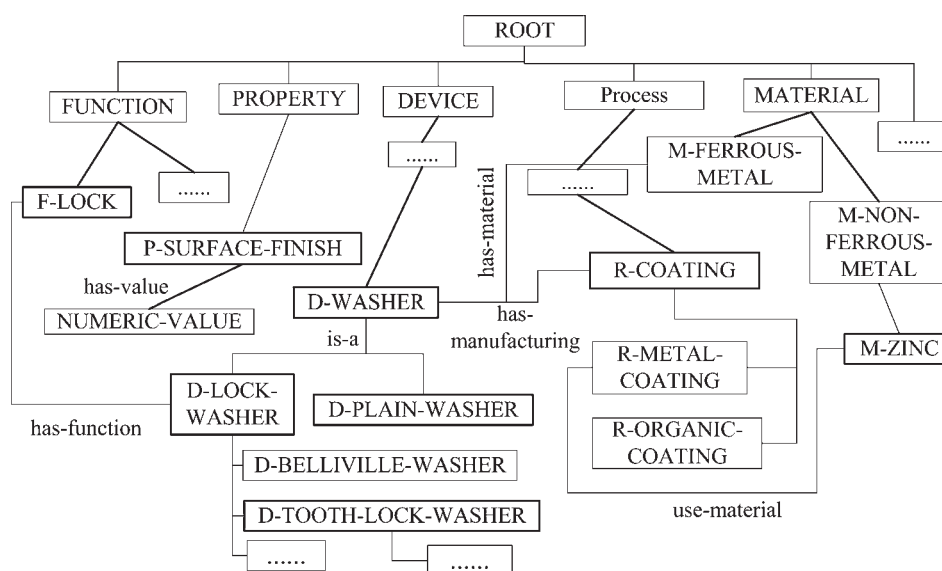 ROOT
FUNCTION
PROPERTY
DEVICE
Process
MATERIAL
......
......
M-FERROUS-
METAL
......
......
F-LOCK
has-material
M-NON-
FERROUS-
METAL
P-SURFACE-FINISH
R-COATING
has-value
NUMERIC-VALUE
D-WASHER
has-
manufacturing
is-a
R-METAL-
COATING
M-ZINC
D-LOCK-
WASHER
D-PLAIN-WASHER
has-function
R-ORGANIC-
COATING
D-BELLIVILLE-WASHER
D-TOOTH-LOCK-WASHER
use-material
......
......